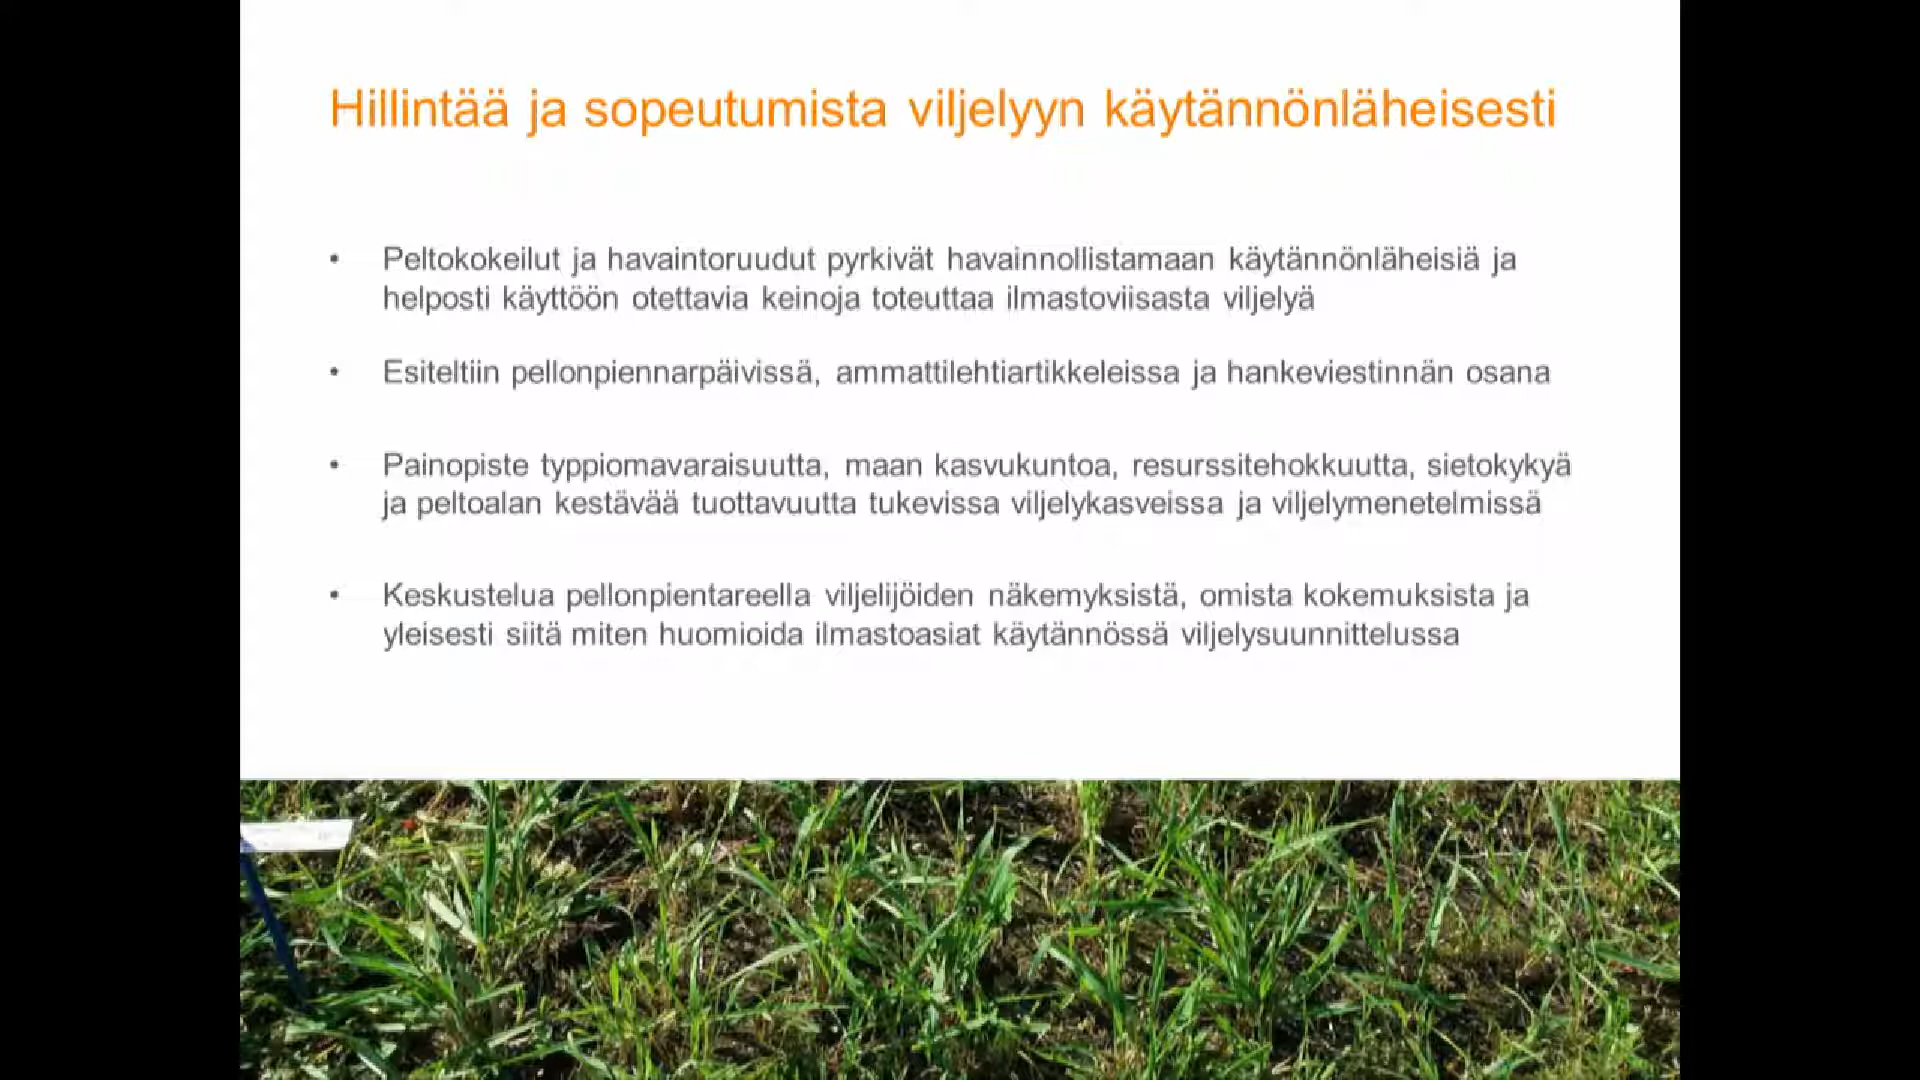 Hillintää ja sopeutumista viljelyyn käytännönläheisesti
• Peltokokeilut ja havaintoruudut pyrkivät havainnollistamaan käytännönläheisiä ja
helposti käyttöön otettavia keinoja toteuttaa ilmastoviisasta viljelyä
• Esiteltiin pellonpiennarpäivissä, ammattilehtiartikkeleissa ja hankeviestinnän osana
• Painopiste typpiomavaraisuutta, maan kasvukuntoa, resurssitehokkuutta, sietokykyä
ja peltoalan kestävää tuottavuutta tukevissa viljelykasveissa ja viljelymenetelmissä
• Keskustelua pellonpientareella viljelijöiden näkemyksistä, omista kokemuksista ja
yleisesti siitä miten huomioida ilmastoasiat käytännössä viljelysuunnittelussa